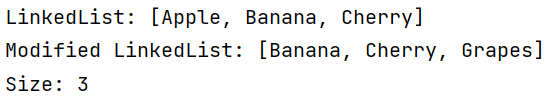 LinkedList: [Apple, Banana, Cherry]
Modified LinkedList: [Banana, Cherry, Grapes]
Size: 3